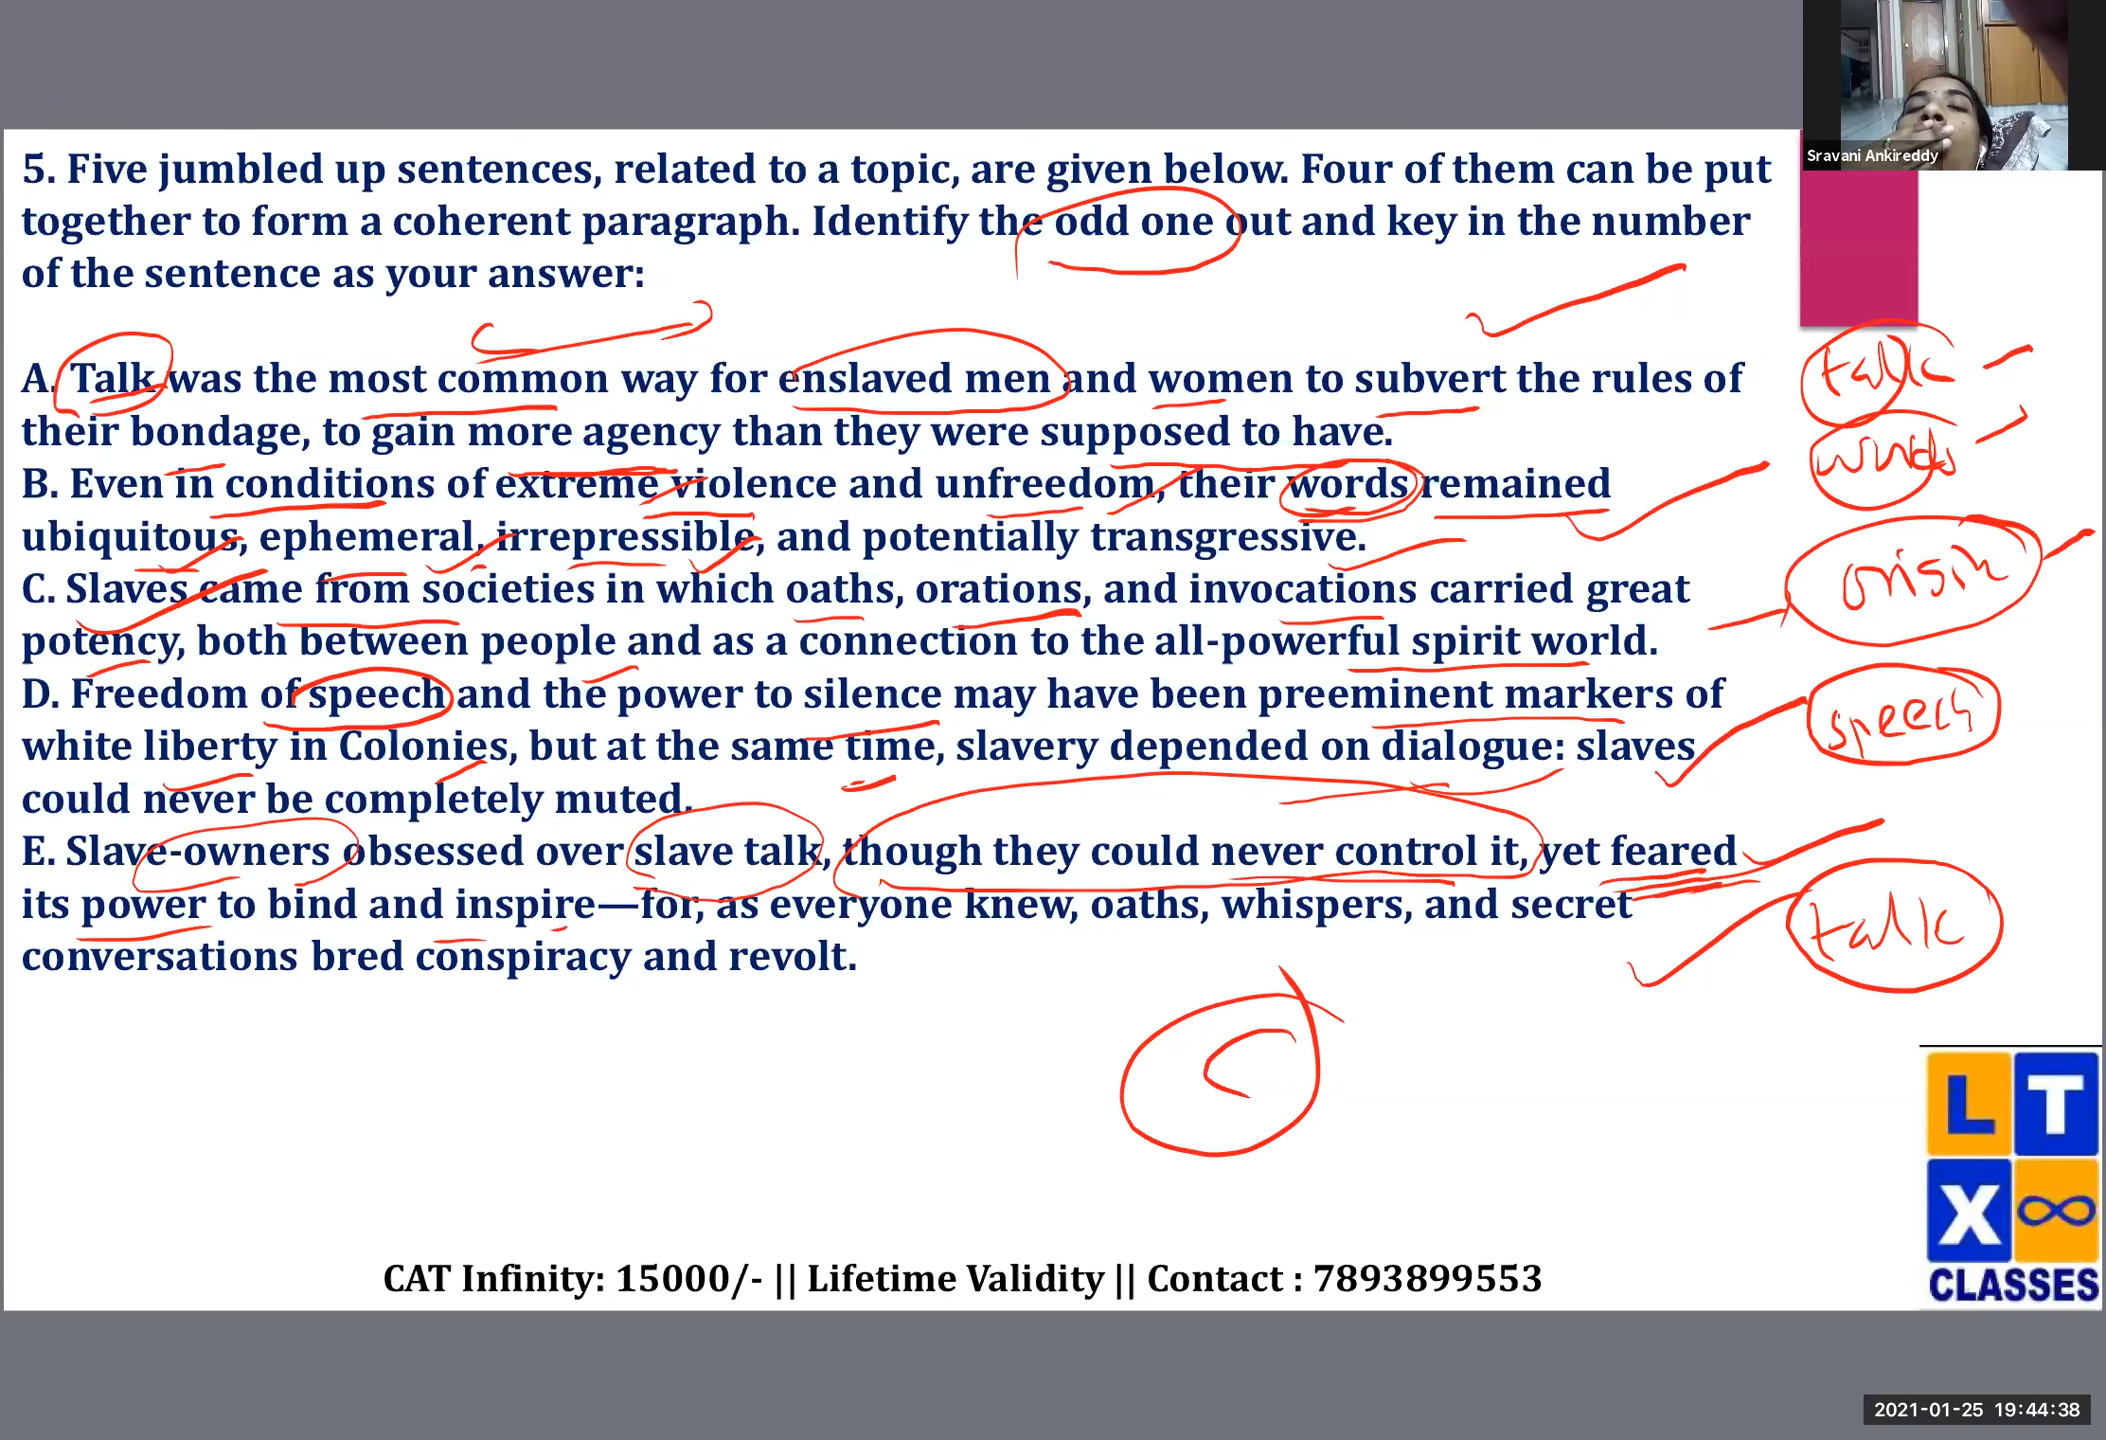 Sravani Ankireddy
5. Five jumbled up sentences, related to a topic, are given below. Four of them can be put
together to form a coherent paragraph. Identify the odd one out and key in the number
of the sentence as your answer:
A. Talk was the most common way for enslaved men and women to subvert the rules of
their bondage, to gain more agency than they were supposed to have.
B. Even in conditions of extreme violence and unfreedom, their words remained
ubiquitous, ephemeral, irrepressible, and potentially transgressive.
C. Slaves came from societies in which oaths, orations, and invocations carried great
potency, both between people and as a connection to the all-powerful spirit world.
D. Freedom of speech and the power to silence may have been preeminent markers of
white liberty in Colonies, but at the same time, slavery depended on dialogue: slaves
could never be completely muted.
E. Slave-owners obsessed over slave talk, though they could never control it, yet feared
its power to bind and inspire—for, as everyone knew, oaths, whispers, and secret
conversations bred conspiracy and revolt.
talk
words
origin
speech
talk
C
L T
X ∞
CLASSES
CAT Infinity: 15000/- || Lifetime Validity || Contact : 7893899553
2021-01-25 19:44:38